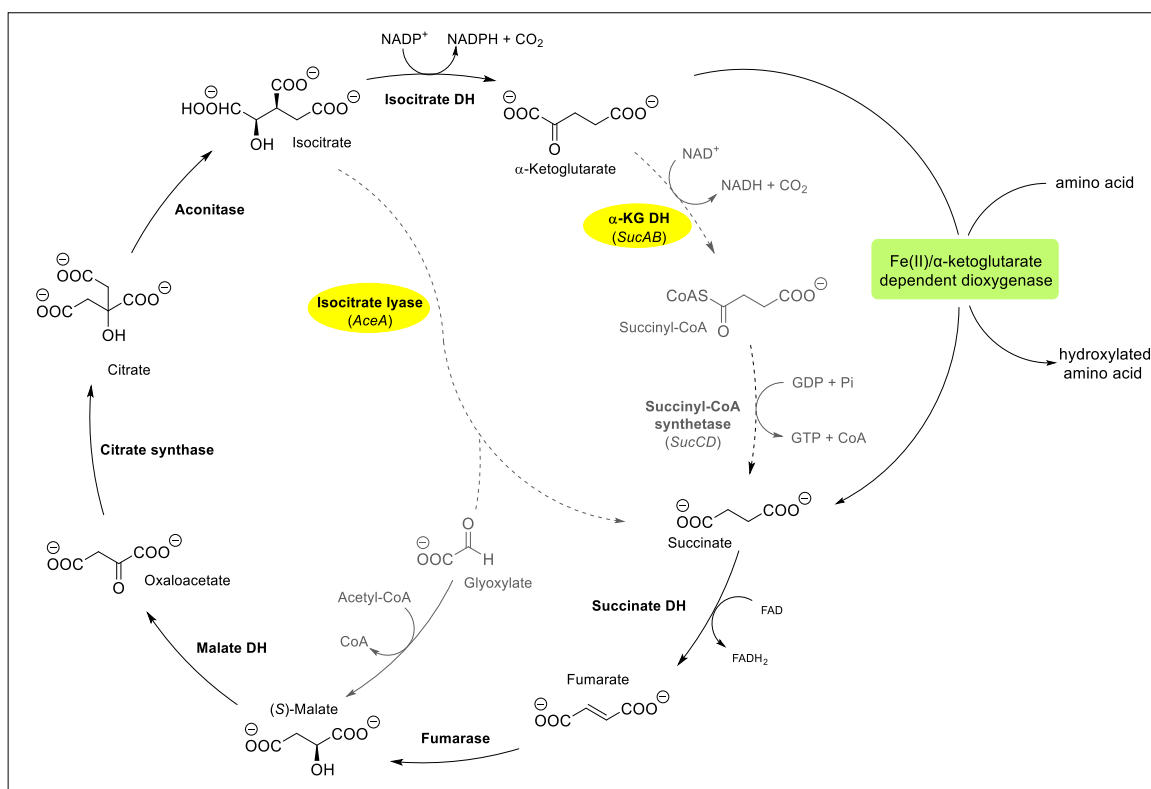 NADP+ NADPH + CO2
Isocitrate DH
COO⊖
⊖ HOOHC COO⊖
OH
Isocitrate
⊖ OOC COO⊖
O
α-Ketoglutarate
NAD+
NADH + CO2
α-KG DH
(SucAB)
amino acid
Fe(II)/α-ketoglutarate
dependent dioxygenase
hydroxylated
amino acid
Aconitase
⊖ OOC
⊖ OOC COO⊖
OH
Citrate
Isocitrate lyase
(AceA)
CoAS COO⊖
O
Succinyl-CoA
GDP + Pi
Succinyl-CoA
synthetase
(SucCD)
GTP + CoA
Citrate synthase
⊖ OOC COO⊖
O
Oxaloacetate
O
⊖ OOC H
Glyoxylate
⊖ OOC COO⊖
Succinate
Acetyl-CoA
CoA
Succinate DH
FAD
FADH2
Malate DH
(S)-Malate
⊖ OOC COO⊖
OH
Fumarase
Fumarate
⊖ OOC COO⊖